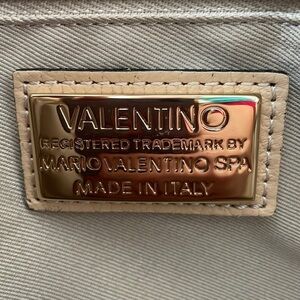 VALENTINO
REGISTERED TRADEMARK BY
MARIO VALENTINO SPA
MADE IN ITALY